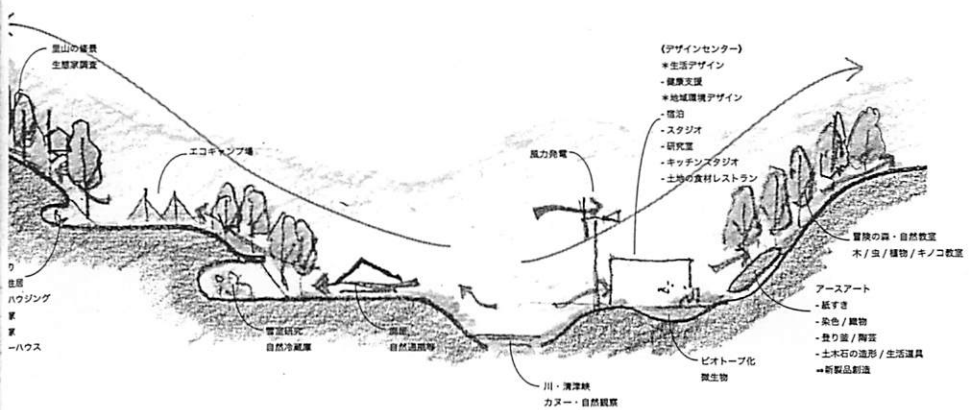 里山の借景
生態家調査
エコキャンプ場
住居
ハウジング
家
家
ーハウス
雪室研究
自然冷蔵庫
自然通風等
風力発電
《デザインセンター》
＊生活デザイン
- 健康支援
＊地域環境デザイン
- 宿泊
- スタジオ
- 研究室
- キッチンスタジオ
- 土地の食材レストラン
川・清津峡
カヌー・自然観察
ビオトープ化
微生物
冒険の森・自然教室
木 / 虫 / 植物 / キノコ教室
アースアート
- 紙すき
- 染色 / 織物
- 登り釜 / 陶芸
- 土木石の造形 / 生活道具
⇒新製品創造